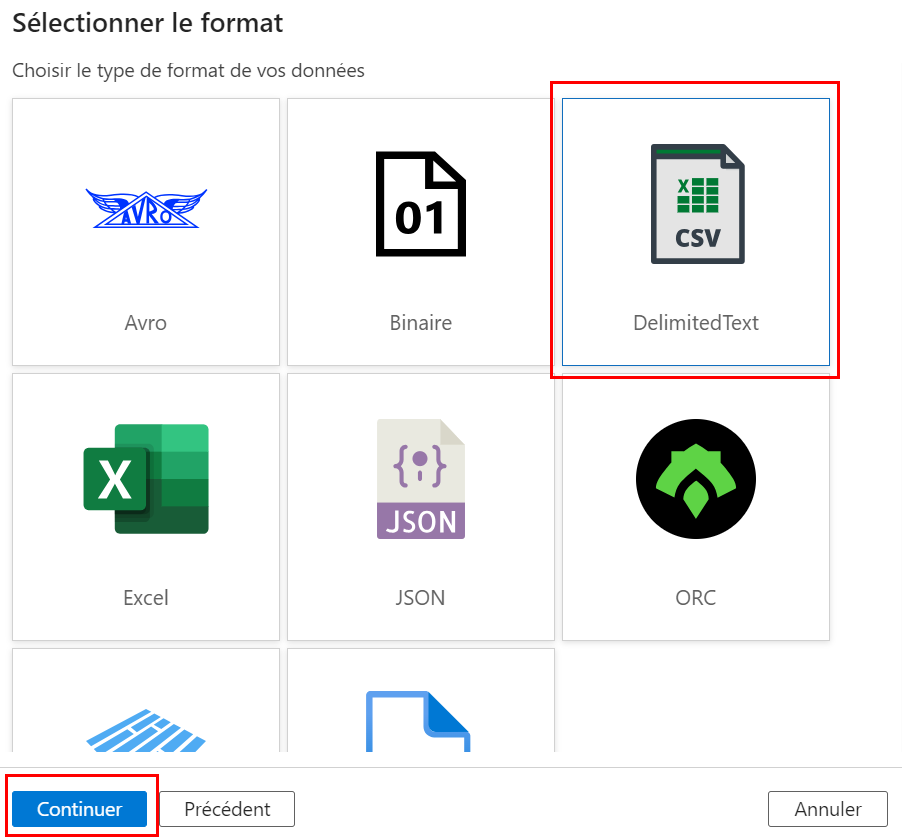 Sélectionner le format
Choisir le type de format de vos données
AVRO
01
X
CSV
Avro
Binaire
DelimitedText
X
{ }
JSON
Excel
JSON
ORC
Continuer
Précédent
Annuler